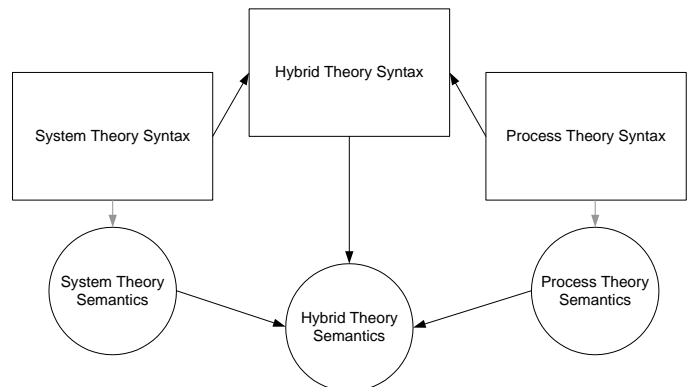 Hybrid Theory Syntax
System Theory Syntax
Process Theory Syntax
System Theory
Semantics
Hybrid Theory
Semantics
Process Theory
Semantics